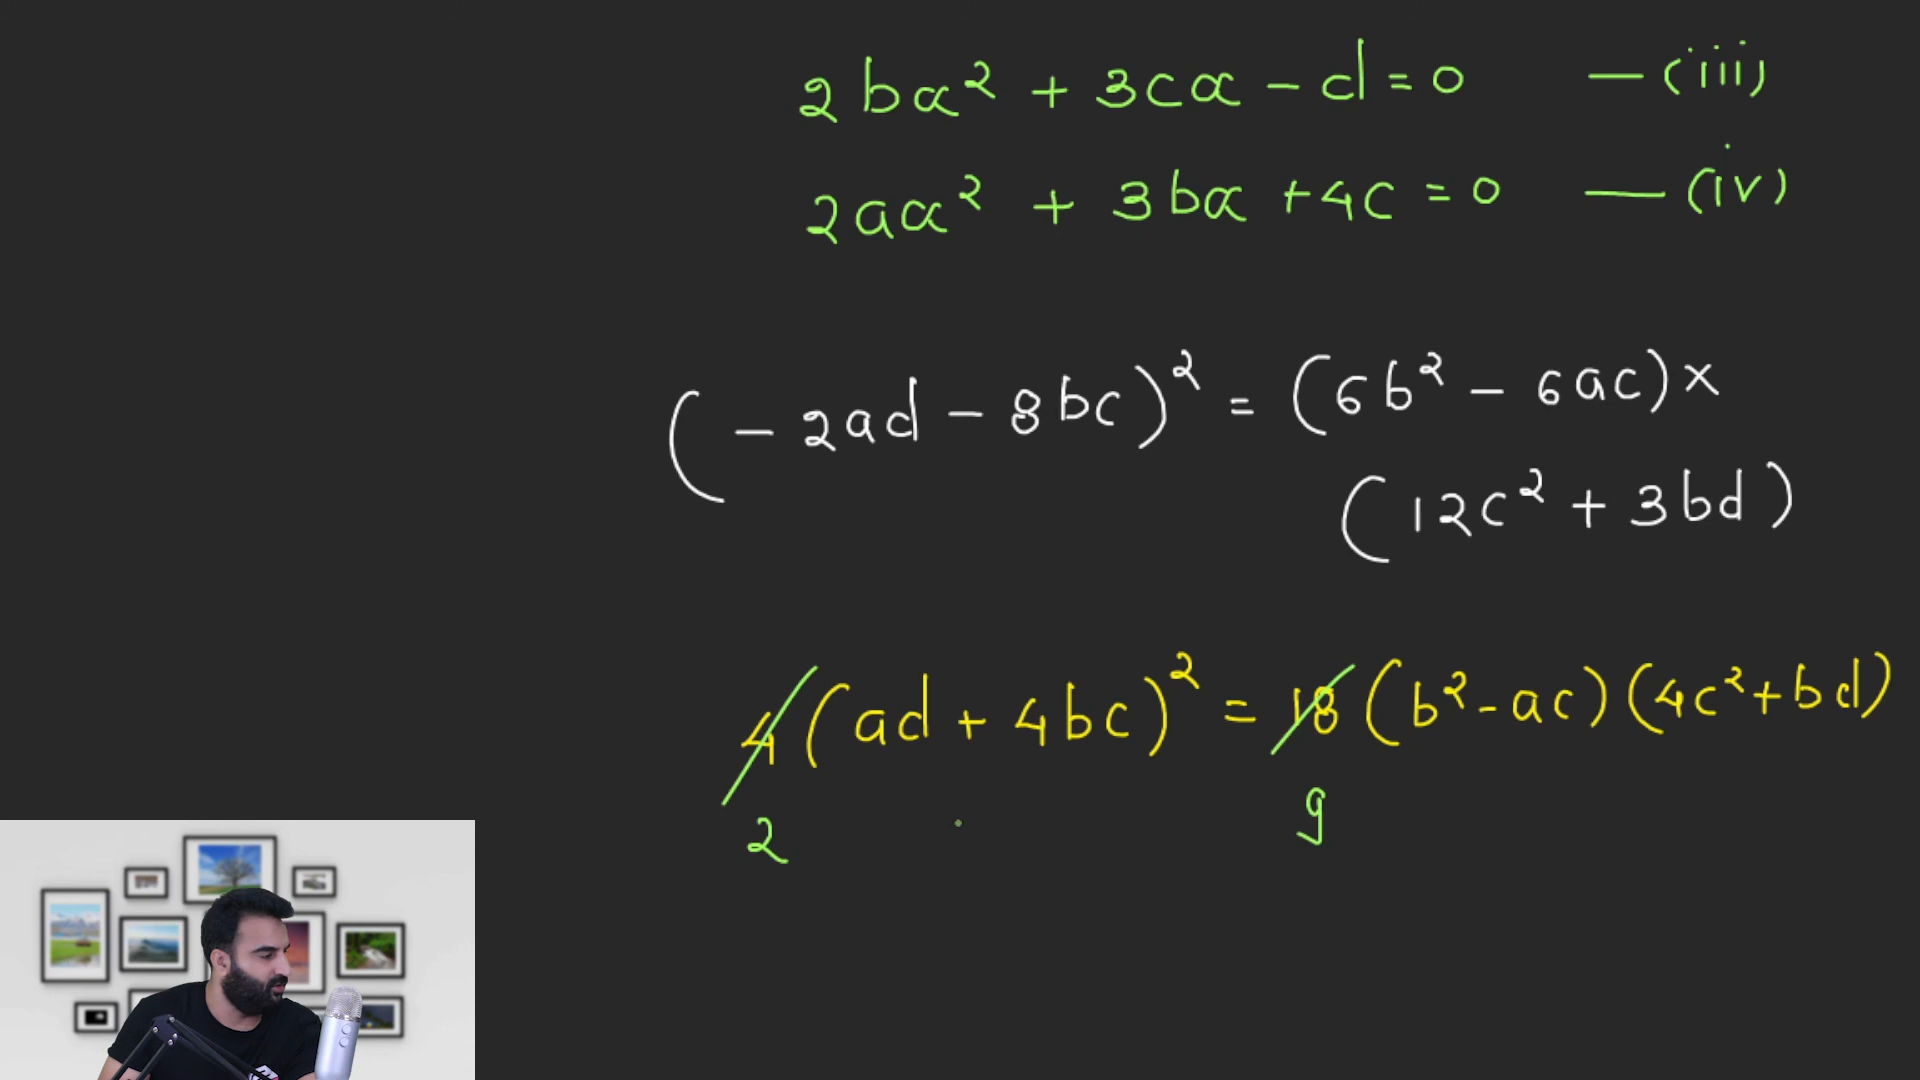 2bα² + 3cα - d = 0 — (iii)
2aα² + 3bα + 4c = 0 — (iv)
(-2ad - 8bc)² = (6b² - 6ac) ×
(12c² + 3bd)
4(ad + 4bc)² = 18(b² - ac)(4c² + bd)
2 9